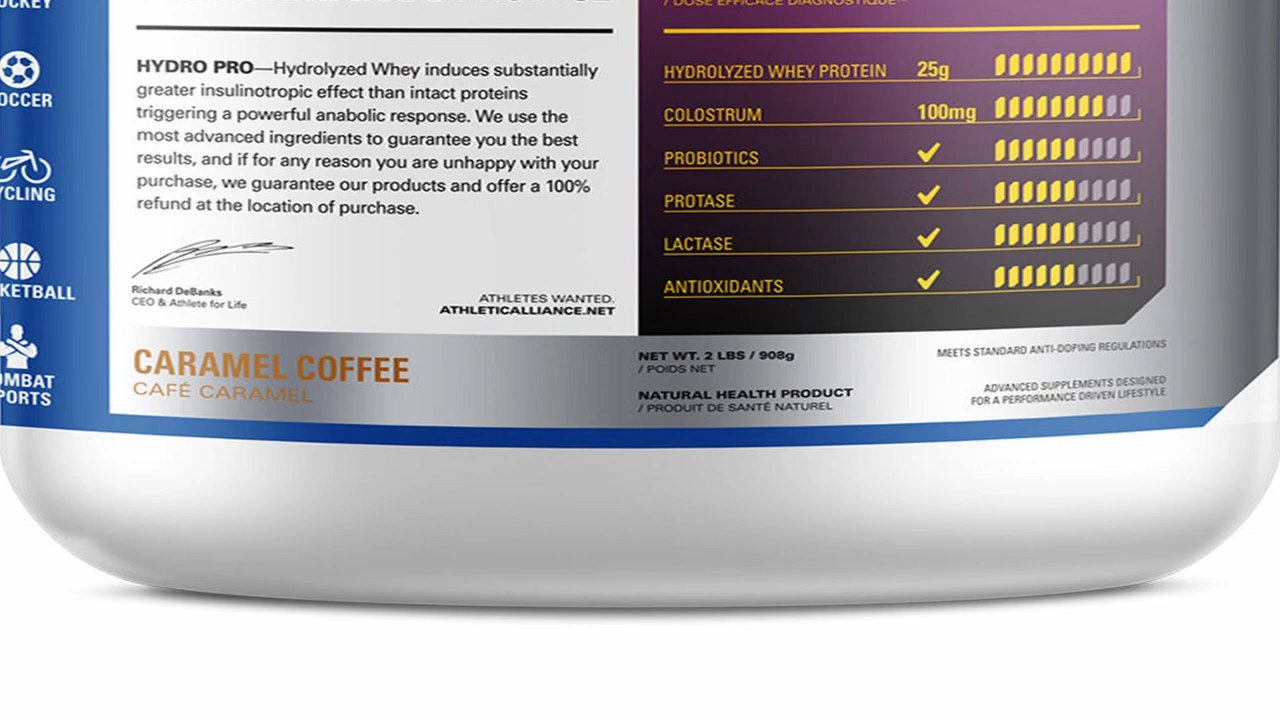 HYDRO PRO—Hydrolyzed Whey induces substantially
greater insulinotropic effect than intact proteins
triggering a powerful anabolic response. We use the
most advanced ingredients to guarantee you the best
results, and if for any reason you are unhappy with your
purchase, we guarantee our products and offer a 100%
refund at the location of purchase.
Richard DeBanks
CEO & Athlete for Life
ATHLETES WANTED.
ATHLETICALLIANCE.NET
CARAMEL COFFEE
CAFÉ CARAMEL
/ DOSE EFFICACE DIAGNOSTIQUE
HYDROLYZED WHEY PROTEIN 25g
COLOSTRUM 100mg
PROBIOTICS ✓
PROTASE ✓
LACTASE ✓
ANTIOXIDANTS ✓
NET WT. 2 LBS / 908g
/ POIDS NET
NATURAL HEALTH PRODUCT
/ PRODUIT DE SANTÉ NATUREL
MEETS STANDARD ANTI-DOPING REGULATIONS
ADVANCED SUPPLEMENTS DESIGNED
FOR A PERFORMANCE DRIVEN LIFESTYLE
OCKEY
OCCER
YCLING
KETBALL
OMBAT
PORTS